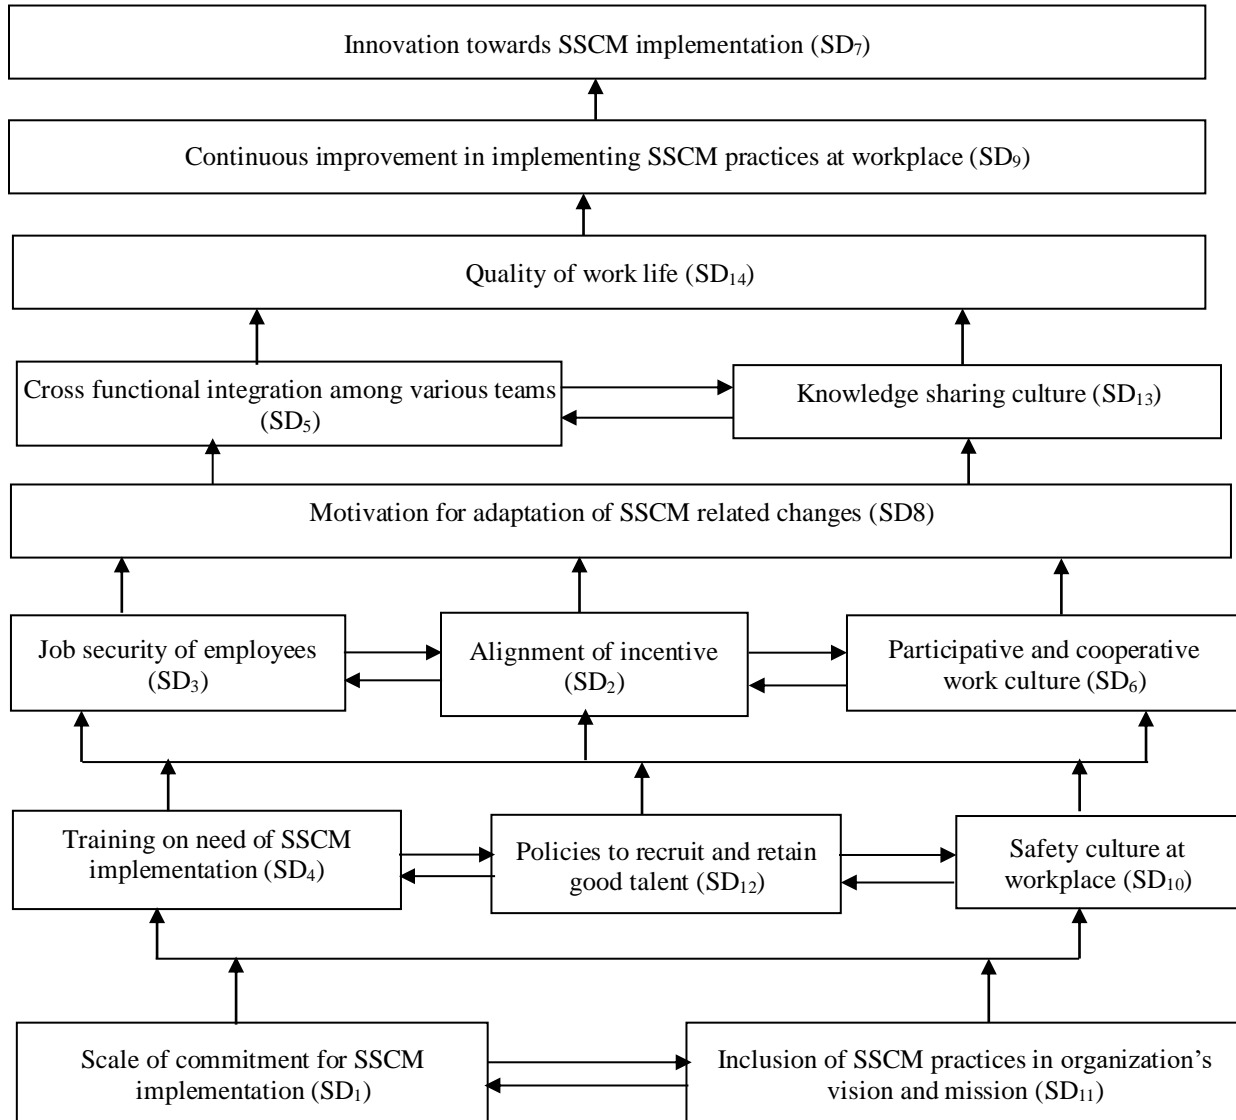 Innovation towards SSCM implementation (SD₇)
Continuous improvement in implementing SSCM practices at workplace (SD₉)
Quality of work life (SD₁₄)
Cross functional integration among various teams
(SD₅)
Knowledge sharing culture (SD₁₃)
Motivation for adaptation of SSCM related changes (SD8)
Job security of employees
(SD₃)
Alignment of incentive
(SD₂)
Participative and cooperative
work culture (SD₆)
Training on need of SSCM
implementation (SD₄)
Policies to recruit and retain
good talent (SD₁₂)
Safety culture at
workplace (SD₁₀)
Scale of commitment for SSCM
implementation (SD₁)
Inclusion of SSCM practices in organization’s
vision and mission (SD₁₁)